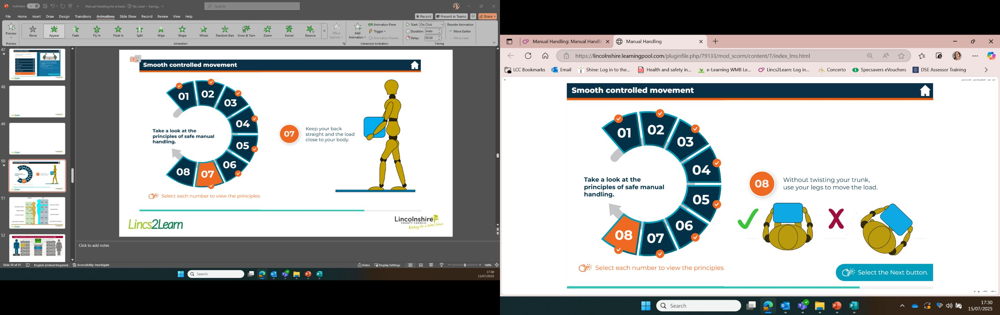 AutoSave
Manual Handling for schools
No Label • Saving...
Search
File Home Insert Draw Design Transitions Animations Slide Show Record Review View Help
Record
Present in Teams
Share
Preview
None
Appear
Fade
Fly In
Float In
Split
Wipe
Shape
Wheel
Random Bars
Grow & Turn
Zoom
Swivel
Bounce
Effect
Options
Add
Animation
Animation Pane
Trigger
Animation Painter
Start: On Click
Duration: Auto
Delay: 00.00
Reorder Animation
Move Earlier
Move Later
Preview
Animation
Advanced Animation
Timing
47
48
49
50
51
52
Smooth controlled movement
01
02
03
04
05
06
07
08
Take a look at the
principles of safe manual
handling.
07
Keep your back
straight and the load
close to your body.
Select each number to view the principles.
Lincs2Learn
Lincolnshire
COUNTY COUNCIL
Working for a better future
Click to add notes
Slide 50 of 81
English (United Kingdom)
Accessibility: Investigate
Notes
Display Settings
100%
Search
17:30
15/07/2025
Manual Handling: Manual Handli
Manual Handling
https://lincolnshire.learningpool.com/pluginfile.php/79133/mod_scorm/content/7/index_lms.html
LCC Bookmarks
Email
Shine: Log in to the...
Health and safety in...
e-Learning WMB Le...
Lincs2Learn: Log in...
Concerto
Specsavers eVouchers
DSE Assessor Training
Smooth controlled movement
01
02
03
04
05
06
07
08
Take a look at the
principles of safe manual
handling.
08
Without twisting your trunk,
use your legs to move the load.
Select each number to view the principles.
Select the Next button.
Search
17:30
15/07/2025